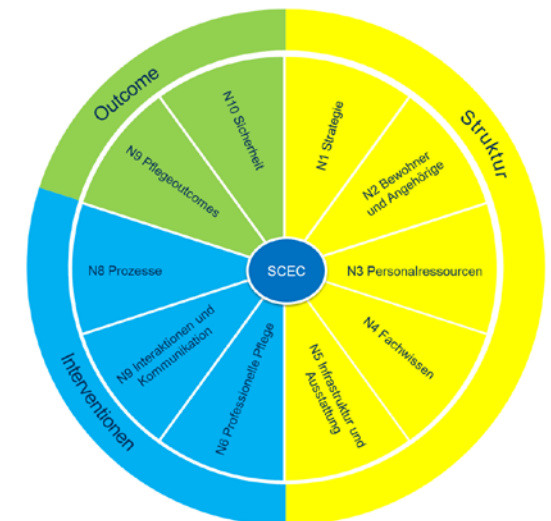 Outcome
Struktur
Interventionen
N1 Strategie
N2 Bewohner
und Angehörige
N3 Personalressourcen
N4 Fachwissen
N5 Infrastruktur und
Ausstattung
N6 Professionelle Pflege
N9 Interaktionen und
Kommunikation
N8 Prozesse
N9 Pflegeoutcomes
N10 Sicherheit
SCEC